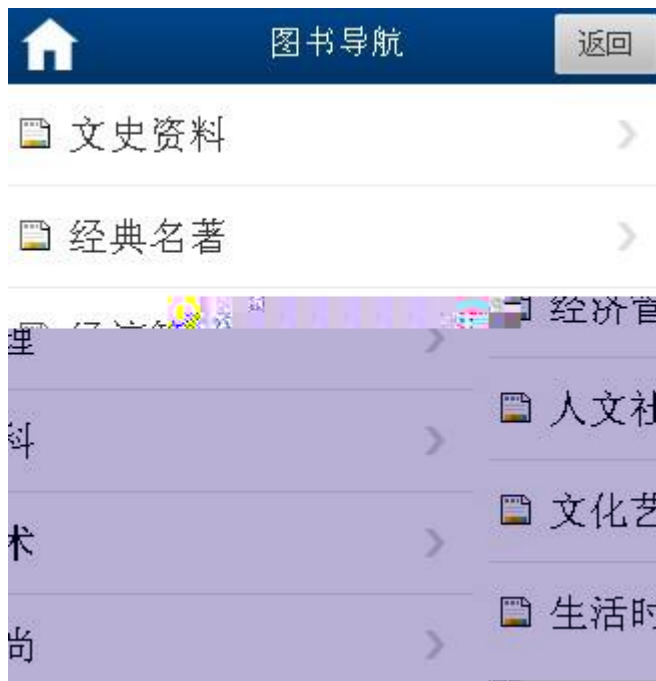 图书导航
返回
文史资料
经典名著
经济管
理
人文社
科
文化艺
术
生活时
尚